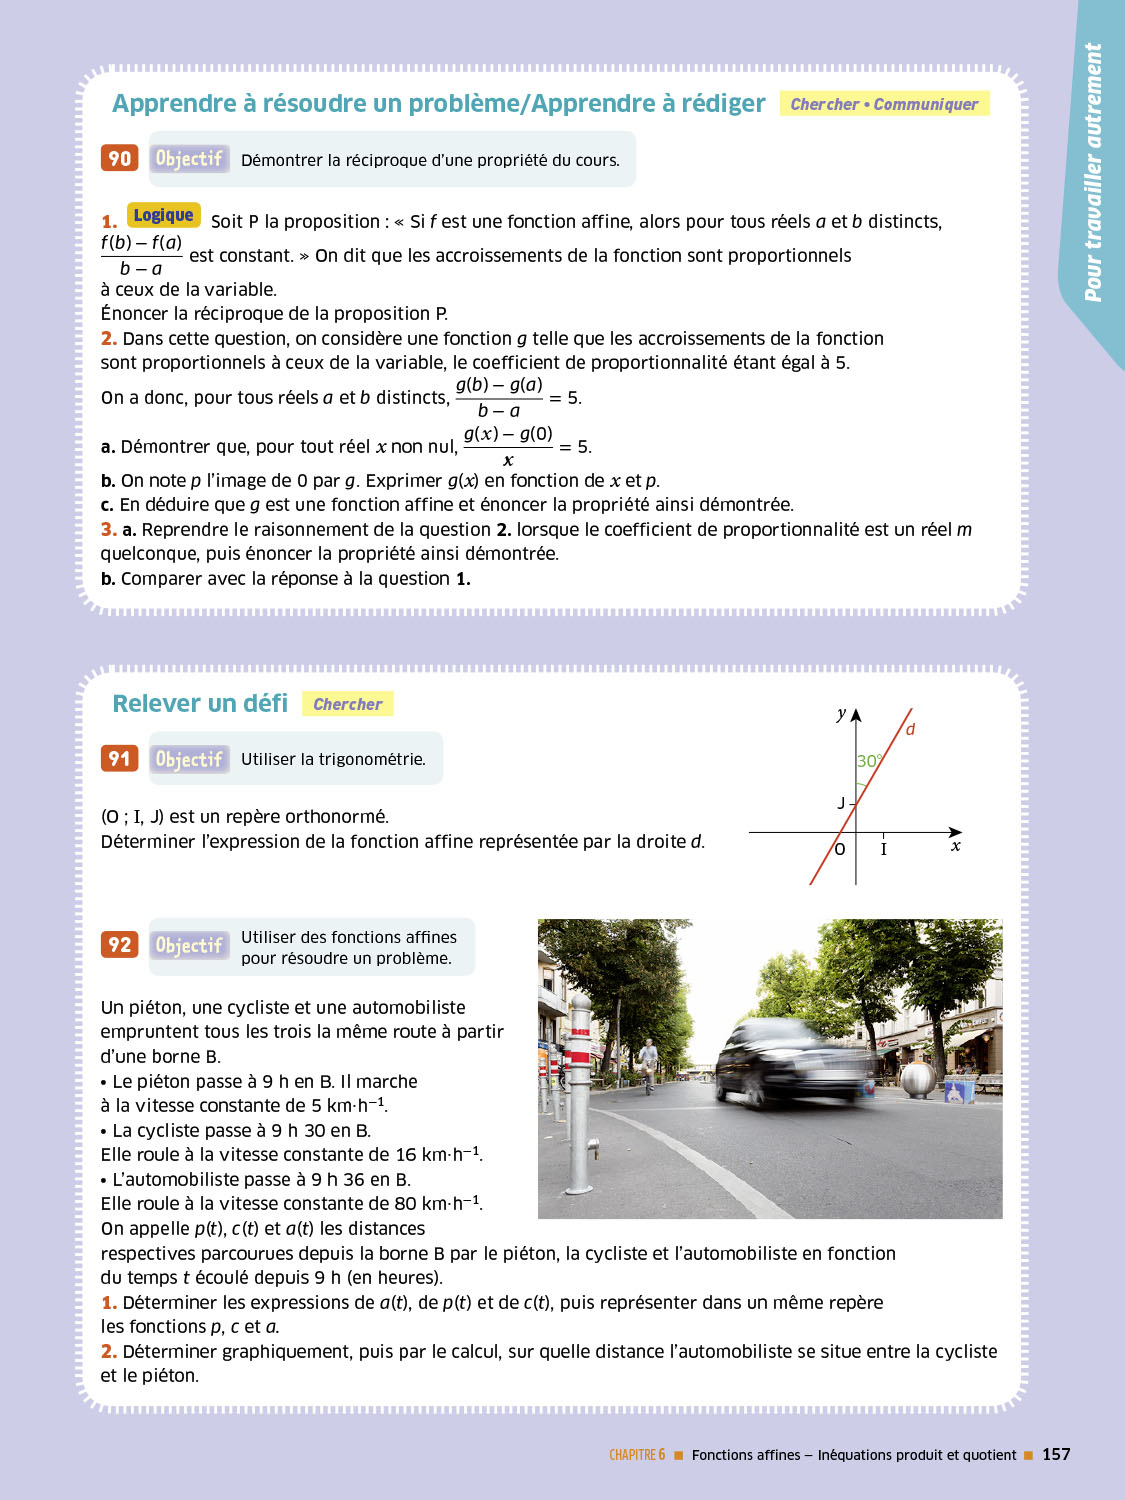 Pour travailler autrement
Apprendre à résoudre un problème/Apprendre à rédiger Chercher • Communiquer
90 Objectif Démontrer la réciproque d'une propriété du cours.
1. Logique Soit P la proposition : « Si f est une fonction affine, alors pour tous réels a et b distincts,
f(b) – f(a) / b – a est constant. » On dit que les accroissements de la fonction sont proportionnels
à ceux de la variable.
Énoncer la réciproque de la proposition P.
2. Dans cette question, on considère une fonction g telle que les accroissements de la fonction
sont proportionnels à ceux de la variable, le coefficient de proportionnalité étant égal à 5.
On a donc, pour tous réels a et b distincts, g(b) – g(a) / b – a = 5.
a. Démontrer que, pour tout réel x non nul, g(x) – g(0) / x = 5.
b. On note p l'image de 0 par g. Exprimer g(x) en fonction de x et p.
c. En déduire que g est une fonction affine et énoncer la propriété ainsi démontrée.
3. a. Reprendre le raisonnement de la question 2. lorsque le coefficient de proportionnalité est un réel m
quelconque, puis énoncer la propriété ainsi démontrée.
b. Comparer avec la réponse à la question 1.
Relever un défi Chercher
91 Objectif Utiliser la trigonométrie.
(O ; I, J) est un repère orthonormé.
Déterminer l'expression de la fonction affine représentée par la droite d.
y
d
30°
J
O I x
92 Objectif Utiliser des fonctions affines
pour résoudre un problème.
Un piéton, une cycliste et une automobiliste
empruntent tous les trois la même route à partir
d'une borne B.
• Le piéton passe à 9 h en B. Il marche
à la vitesse constante de 5 km·h⁻¹.
• La cycliste passe à 9 h 30 en B.
Elle roule à la vitesse constante de 16 km·h⁻¹.
• L'automobiliste passe à 9 h 36 en B.
Elle roule à la vitesse constante de 80 km·h⁻¹.
On appelle p(t), c(t) et a(t) les distances
respectives parcourues depuis la borne B par le piéton, la cycliste et l'automobiliste en fonction
du temps t écoulé depuis 9 h (en heures).
1. Déterminer les expressions de a(t), de p(t) et de c(t), puis représenter dans un même repère
les fonctions p, c et a.
2. Déterminer graphiquement, puis par le calcul, sur quelle distance l'automobiliste se situe entre la cycliste
et le piéton.
CHAPITRE 6 ■ Fonctions affines – Inéquations produit et quotient ■ 157